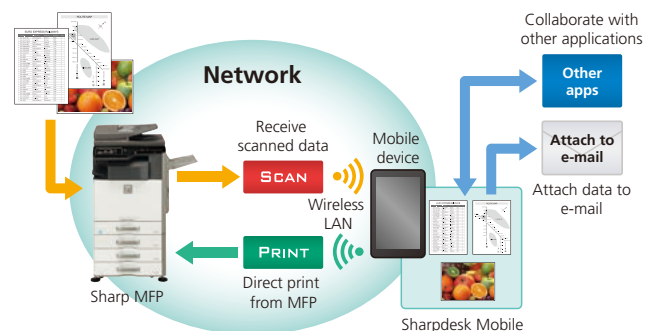 Collaborate with
other applications
Network
Other
apps
Receive
scanned data
Mobile
device
SCAN
Attach to
e-mail
Wireless
LAN
Attach data to
e-mail
PRINT
Sharp MFP
Direct print
from MFP
Sharpdesk Mobile